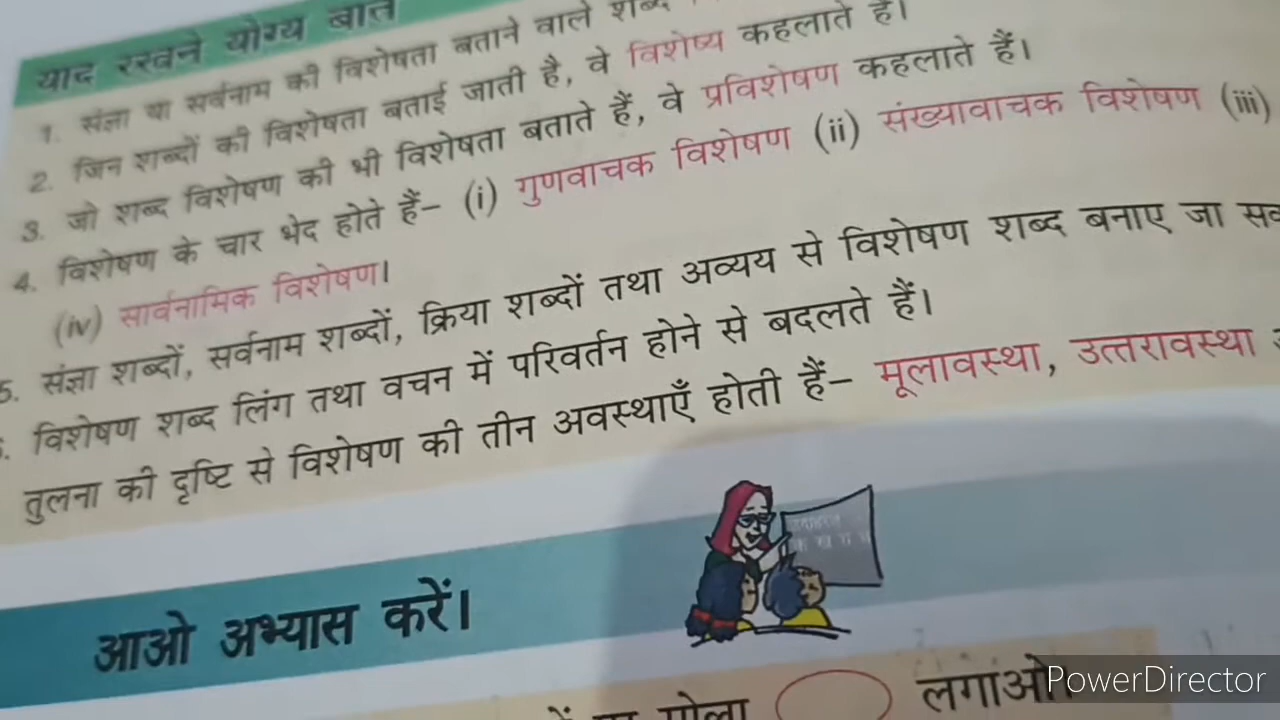 याद रखने योग्य बातें
1. संज्ञा या सर्वनाम की विशेषता बताने वाले शब्द
2. जिन शब्दों की विशेषता बताई जाती है, वे विशेष्य कहलाते हैं।
3. जो शब्द विशेषण की भी विशेषता बताते हैं, वे प्रविशेषण कहलाते हैं।
4. विशेषण के चार भेद होते हैं– (i) गुणवाचक विशेषण (ii) संख्यावाचक विशेषण (iii)
(iv) सार्वनामिक विशेषण।
5. संज्ञा शब्दों, सर्वनाम शब्दों, क्रिया शब्दों तथा अव्यय से विशेषण शब्द बनाए जा
विशेषण शब्द लिंग तथा वचन में परिवर्तन होने से बदलते हैं।
तुलना की दृष्टि से विशेषण की तीन अवस्थाएँ होती हैं– मूलावस्था, उत्तरावस्था
आओ अभ्यास करें।
गोला लगाओ।
PowerDirector